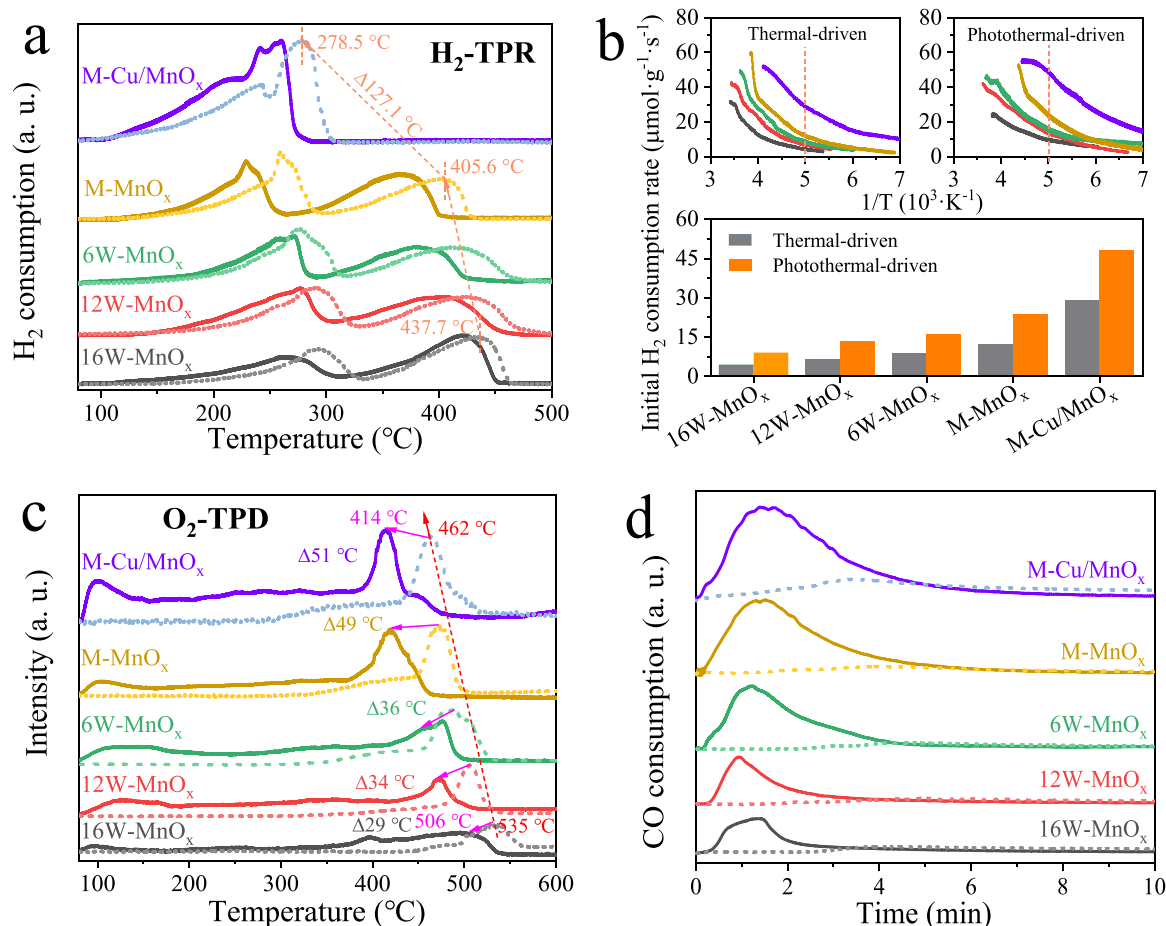 a
H₂-TPR
278.5 °C
Δ127.1 °C
405.6 °C
437.7 °C
M-Cu/MnOₓ
M-MnOₓ
6W-MnOₓ
12W-MnOₓ
16W-MnOₓ
H₂ consumption (a. u.)
100 200 300 400 500
Temperature (°C)
b
Thermal-driven
80
60
40
20
0
3 4 5 6 7
Photothermal-driven
80
60
40
20
0
3 4 5 6 7
1/T (10³·K⁻¹)
Initial H₂ consumption rate (μmol·g⁻¹·s⁻¹)
60
45
30
15
0
Thermal-driven
Photothermal-driven
16W-MnOₓ
12W-MnOₓ
6W-MnOₓ
M-MnOₓ
M-Cu/MnOₓ
c
O₂-TPD
414 °C
462 °C
M-Cu/MnOₓ
Δ51 °C
M-MnOₓ
Δ49 °C
6W-MnOₓ
Δ36 °C
12W-MnOₓ
Δ34 °C
16W-MnOₓ
Δ29 °C
506 °C
535 °C
Intensity (a. u.)
100 200 300 400 500 600
Temperature (°C)
d
M-Cu/MnOₓ
M-MnOₓ
6W-MnOₓ
12W-MnOₓ
16W-MnOₓ
CO consumption (a. u.)
0 2 4 6 8 10
Time (min)